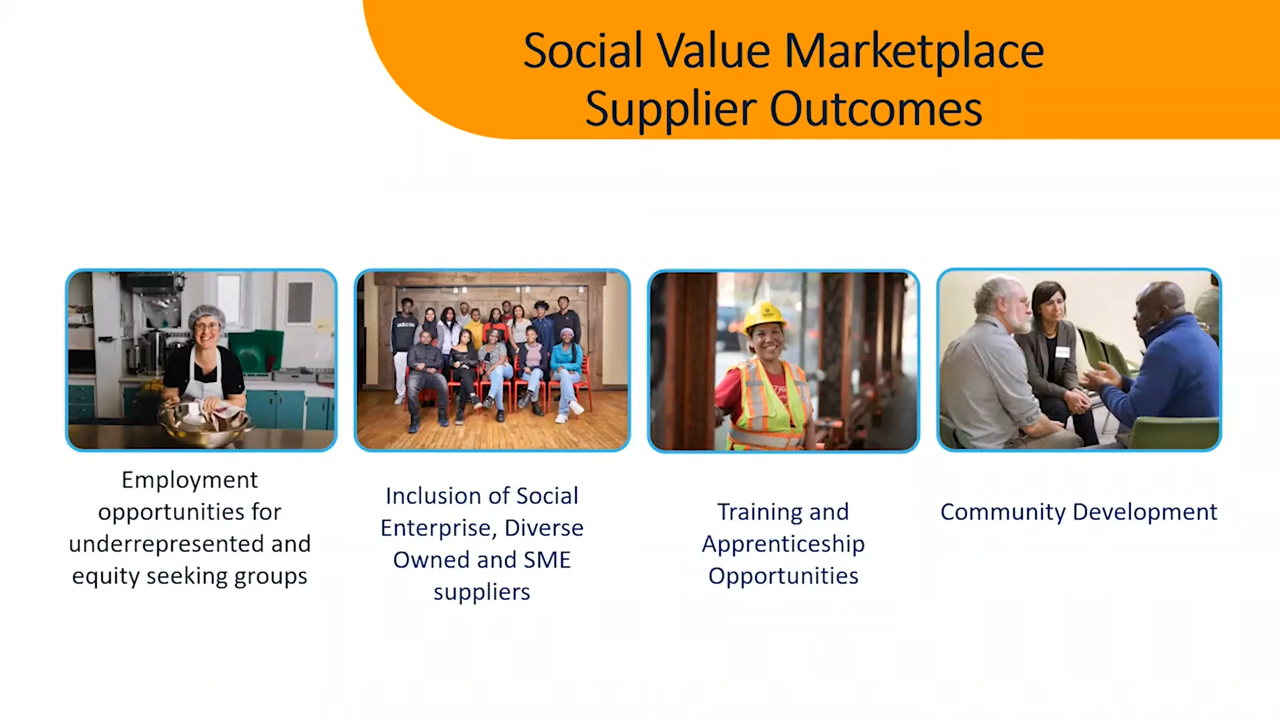 Social Value Marketplace
Supplier Outcomes
Employment
opportunities for
underrepresented and
equity seeking groups
Inclusion of Social
Enterprise, Diverse
Owned and SME
suppliers
Training and
Apprenticeship
Opportunities
Community Development